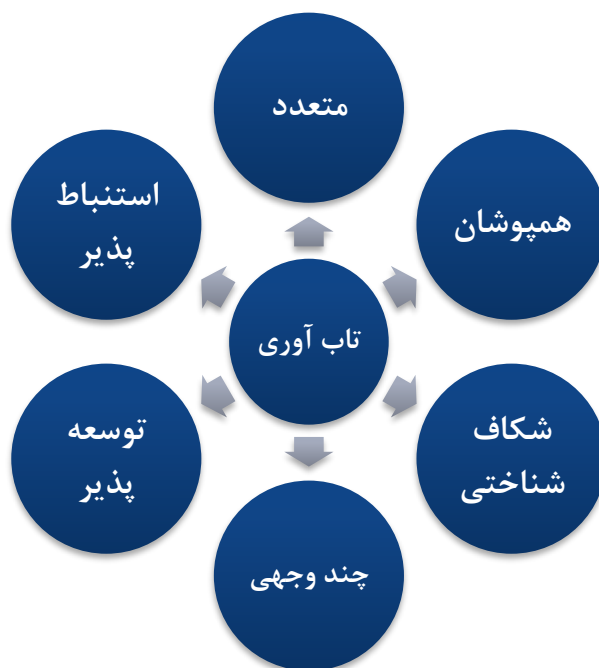 متعدد
همپوشان
استنباط
پذیر
تاب آوری
شکاف
شناختی
توسعه
پذیر
چند وجهی